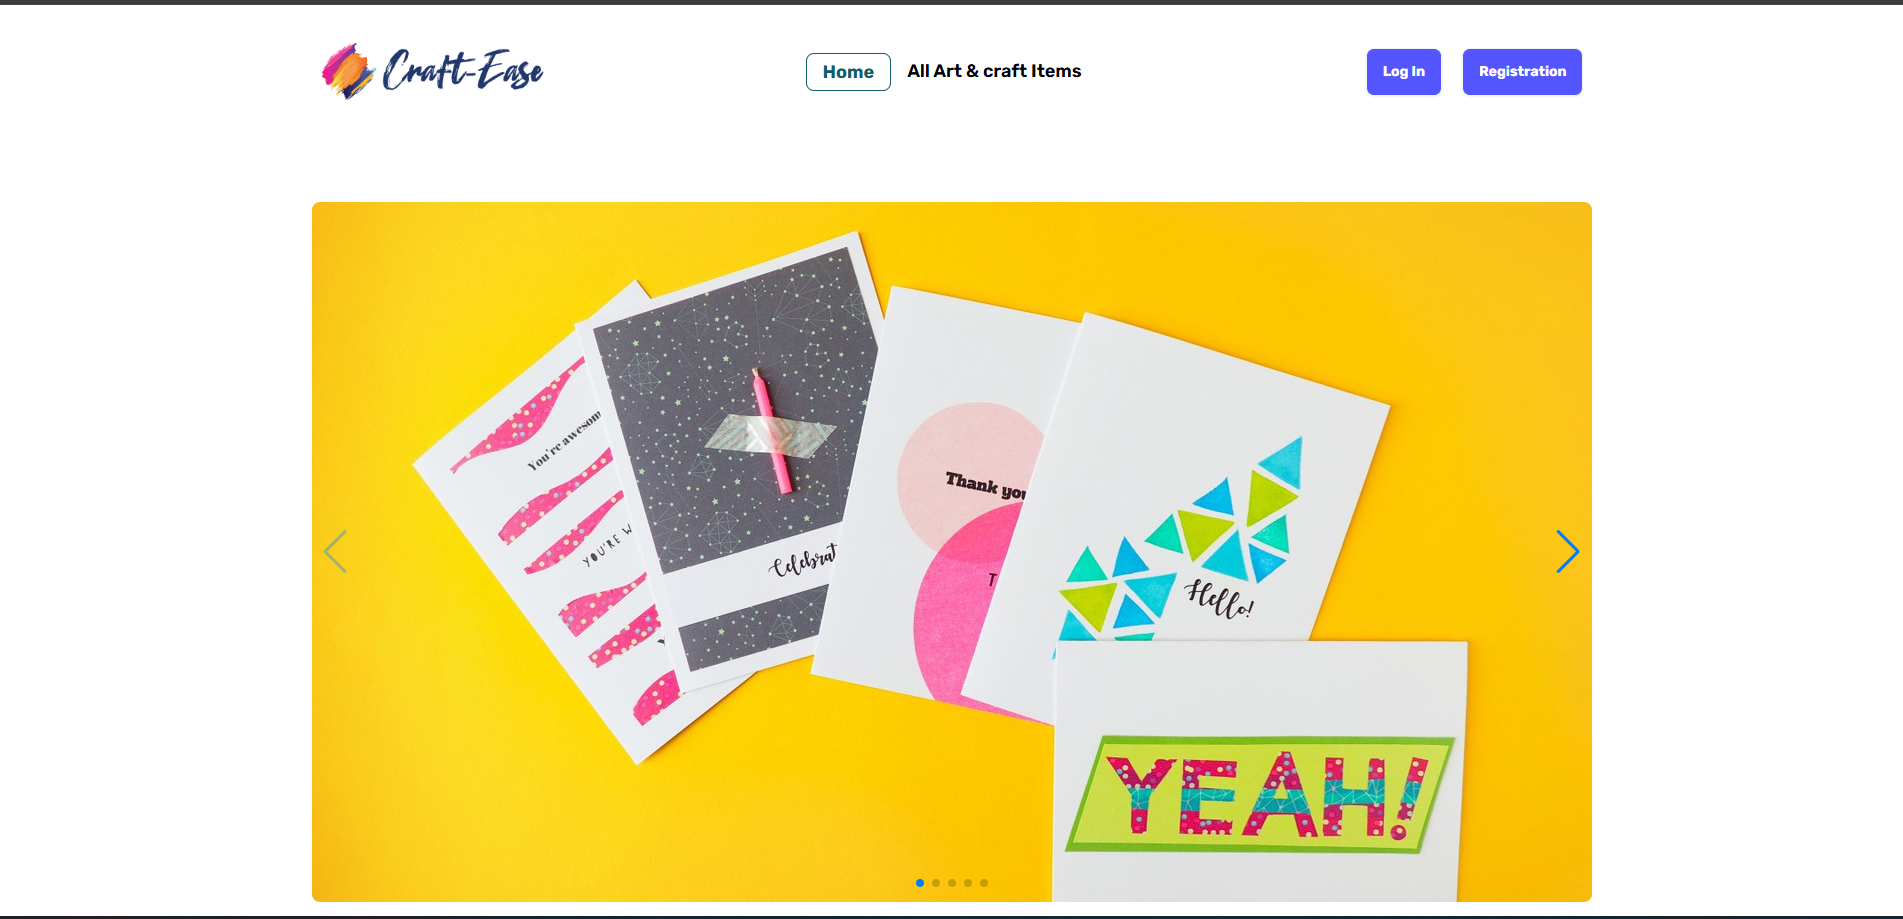 Craft-Ease
Home
All Art & craft Items
Log In
Registration
You're awesom
YOU'RE W
Celebrat
Thank you
T
Hello!
YEAH!